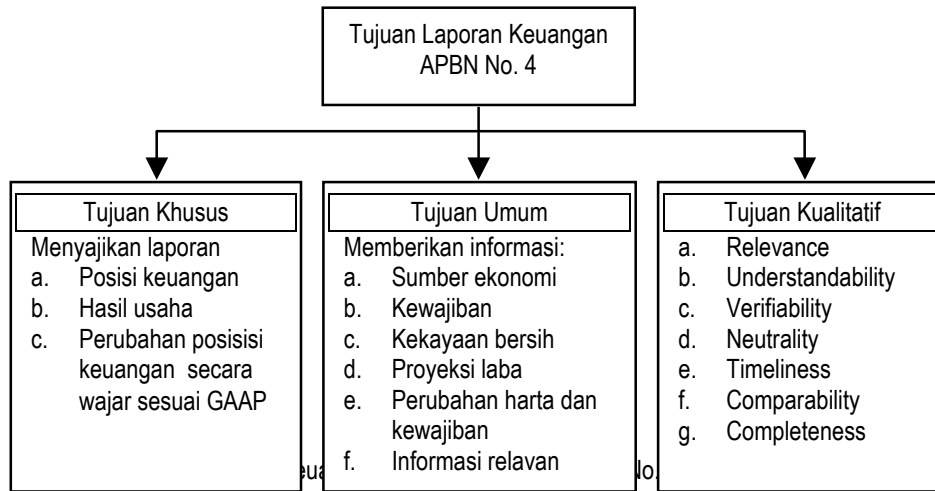 Tujuan Laporan Keuangan
APBN No. 4
Tujuan Khusus
Menyajikan laporan
a. Posisi keuangan
b. Hasil usaha
c. Perubahan posisisi
keuangan secara
wajar sesuai GAAP
Tujuan Umum
Memberikan informasi:
a. Sumber ekonomi
b. Kewajiban
c. Kekayaan bersih
d. Proyeksi laba
e. Perubahan harta dan
kewajiban
f. Informasi relavan
Tujuan Kualitatif
a. Relevance
b. Understandability
c. Verifiability
d. Neutrality
e. Timeliness
f. Comparability
g. Completeness